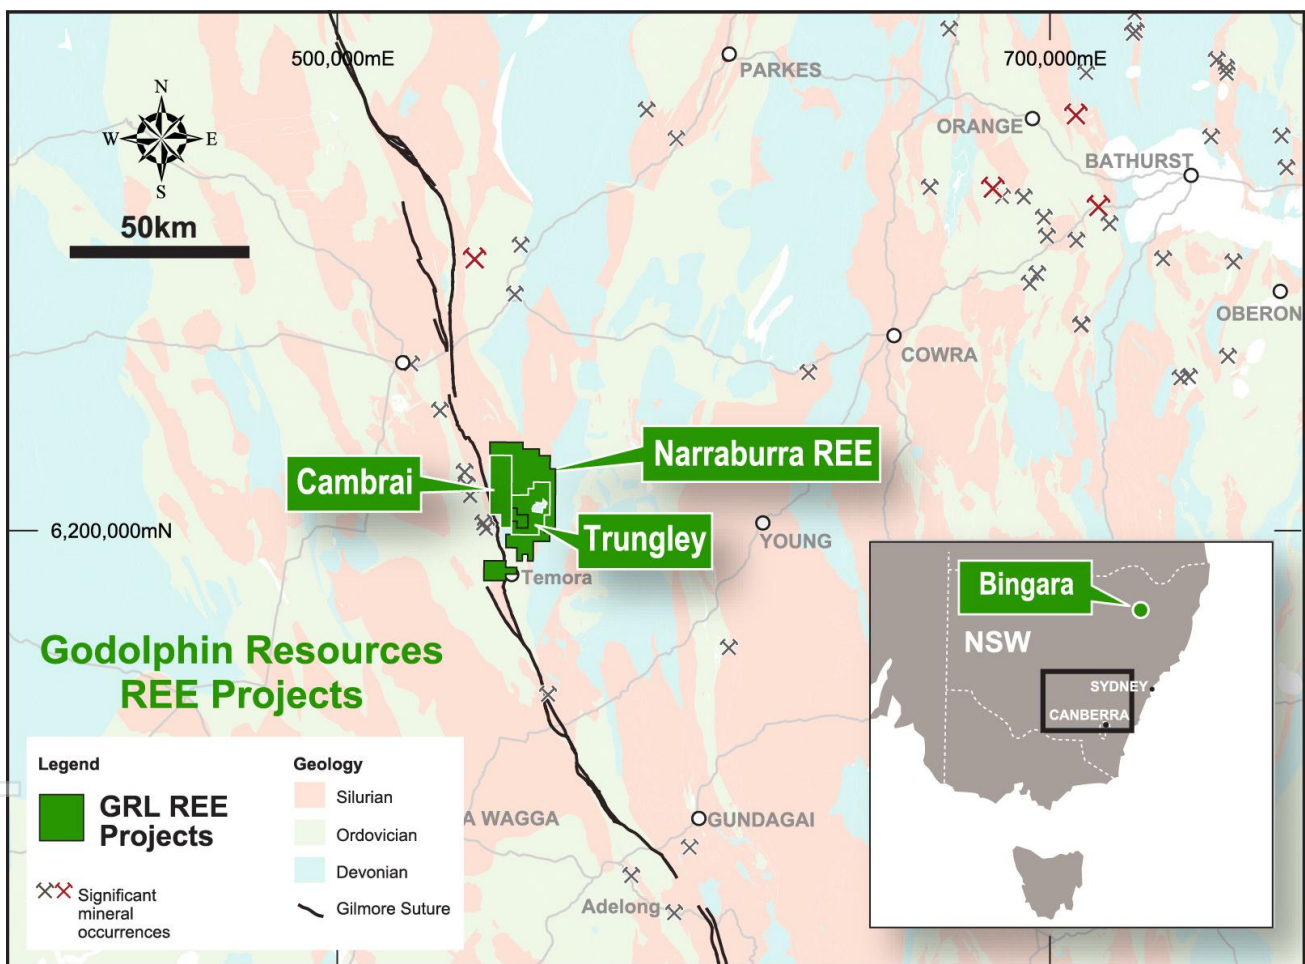 500,000mE
700,000mE
PARKES
N
W
E
S
ORANGE
BATHURST
50km
OBERON
COWRA
Narraburra REE
Cambrai
6,200,000mN
Trungley
YOUNG
Temora
Bingara
NSW
Godolphin Resources
REE Projects
SYDNEY
CANBERRA
Legend
GRL REE
Projects
Significant
mineral
occurrences
Geology
Silurian
Ordovician
Devonian
Gilmore Suture
A WAGGA
GUNDAGAI
Adelong